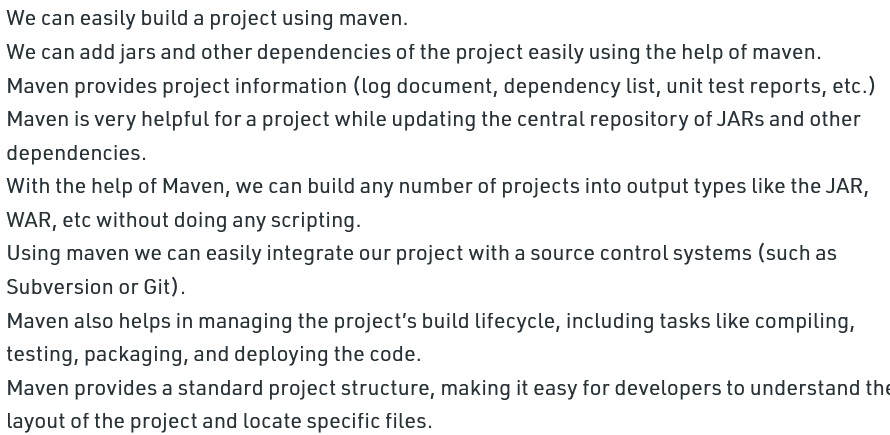 We can easily build a project using maven.
We can add jars and other dependencies of the project easily using the help of maven.
Maven provides project information (log document, dependency list, unit test reports, etc.)
Maven is very helpful for a project while updating the central repository of JARs and other
dependencies.
With the help of Maven, we can build any number of projects into output types like the JAR,
WAR, etc without doing any scripting.
Using maven we can easily integrate our project with a source control systems (such as
Subversion or Git).
Maven also helps in managing the project’s build lifecycle, including tasks like compiling,
testing, packaging, and deploying the code.
Maven provides a standard project structure, making it easy for developers to understand the
layout of the project and locate specific files.